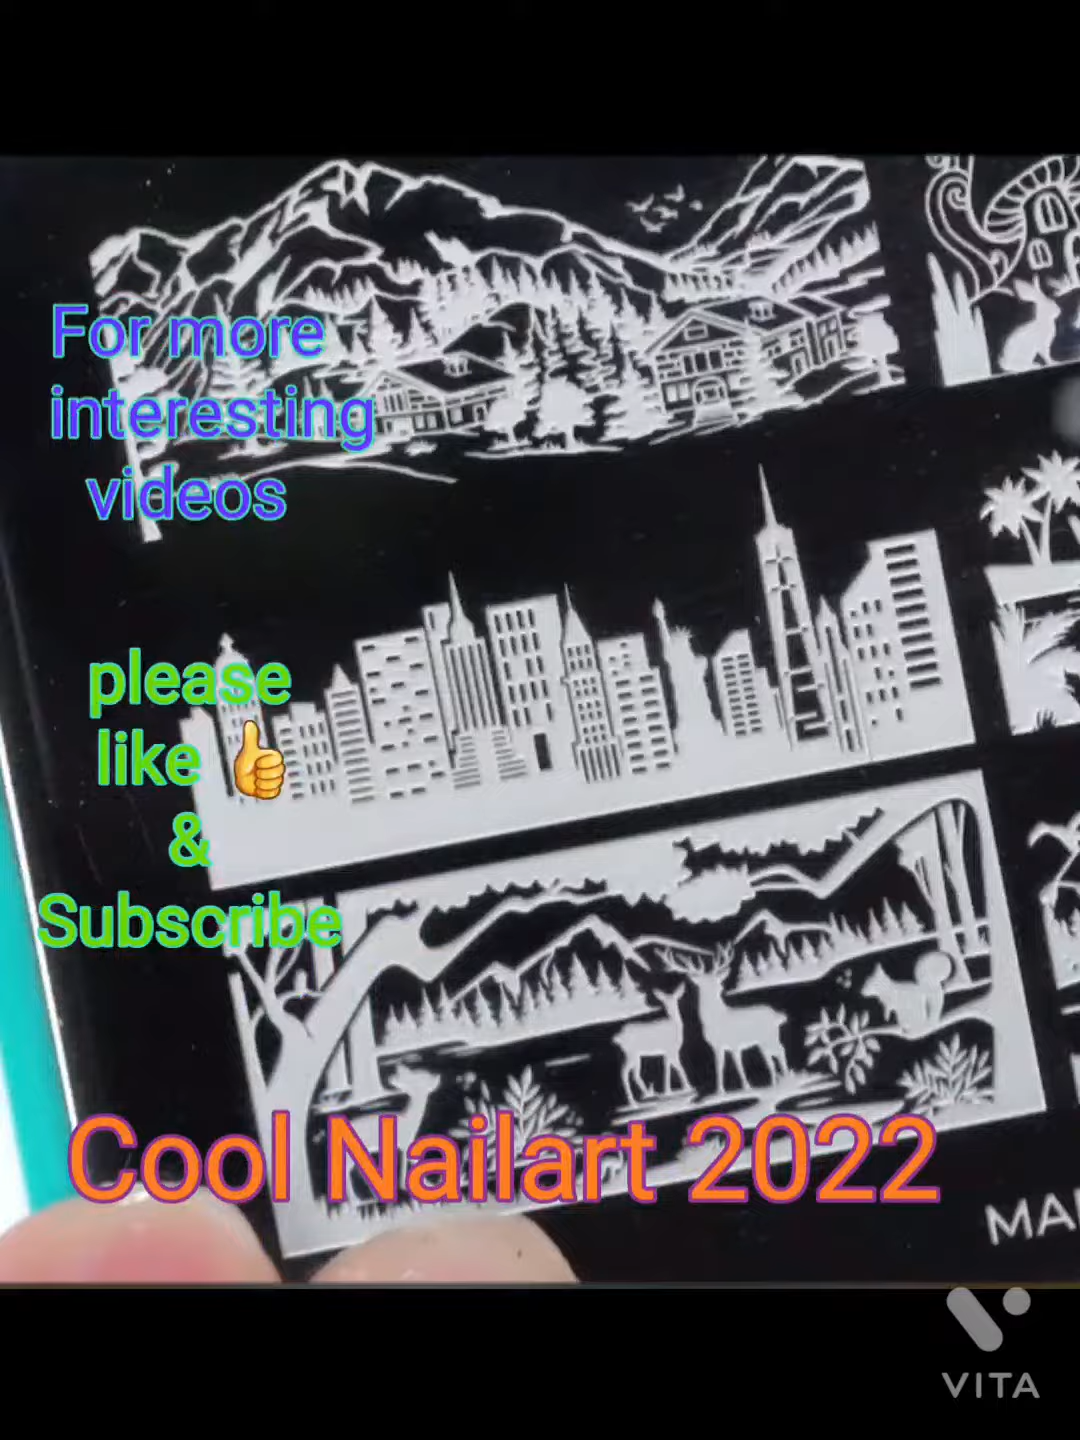 For more
interesting
videos
please
like 👍
&
Subscribe
Cool Nailart 2022
VITA